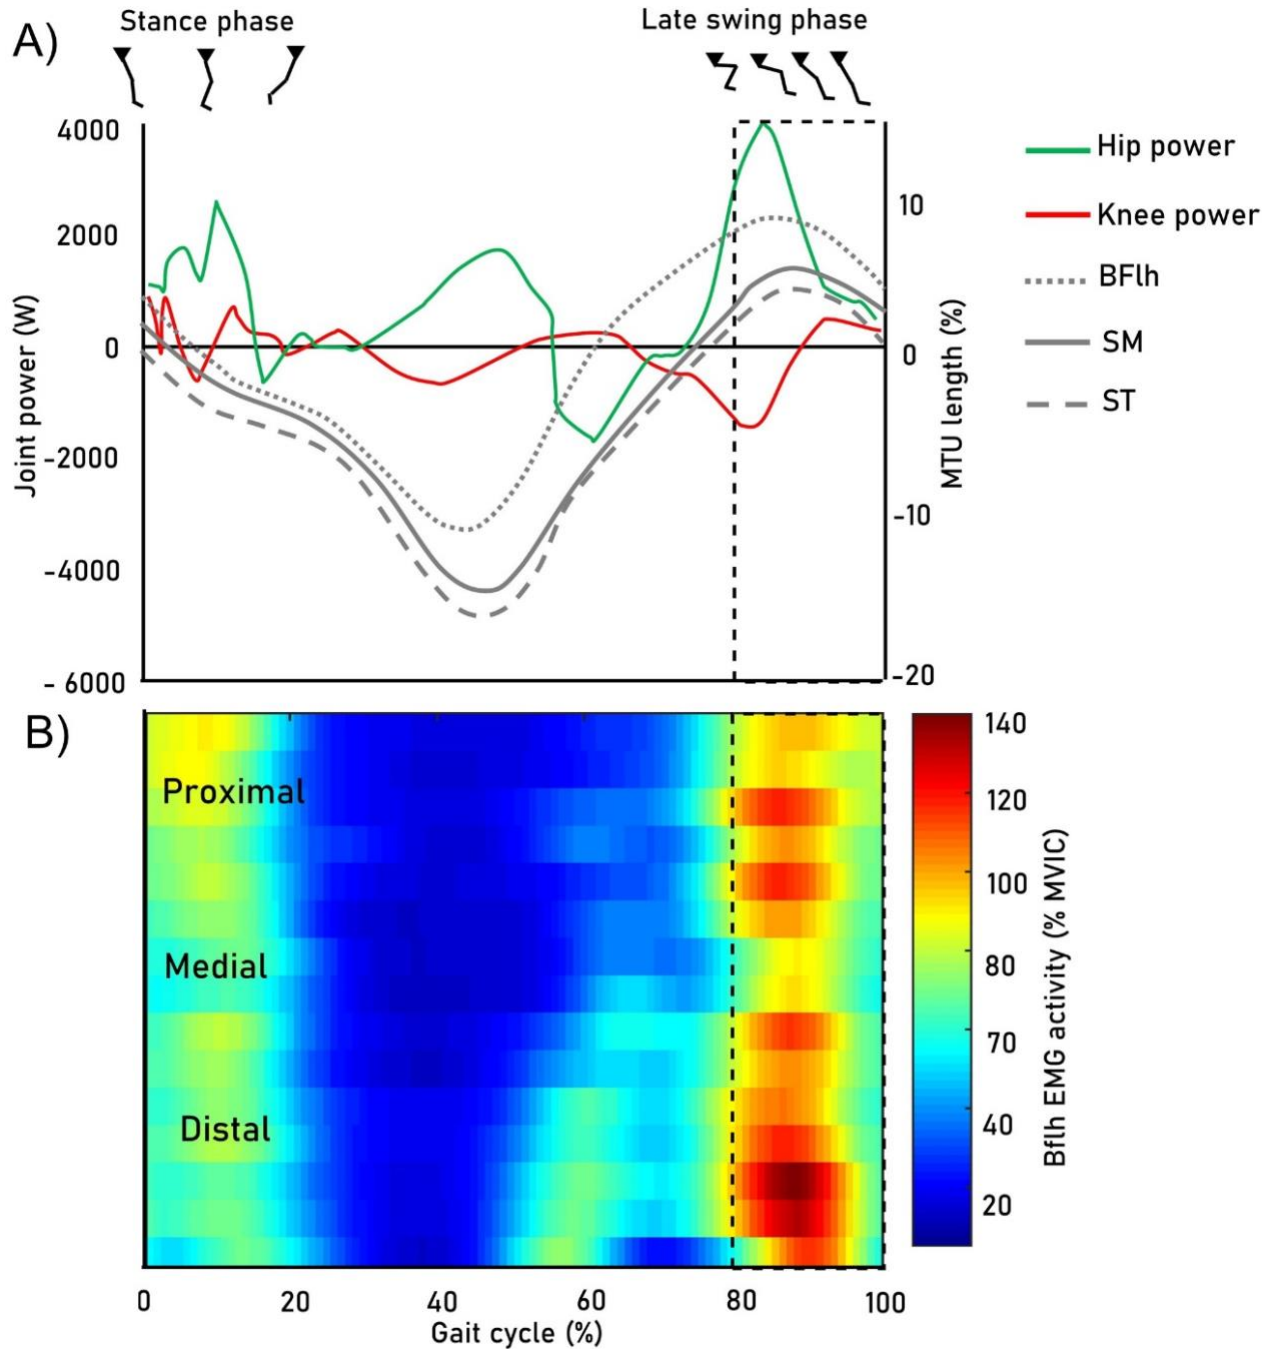 A)
Stance phase
Late swing phase
4000
2000
0
-2000
-4000
- 6000
Joint power (W)
10
0
-10
-20
MTU length (%)
Hip power
Knee power
BFlh
SM
ST
B)
Proximal
Medial
Distal
0
20
40
60
80
100
Gait cycle (%)
140
120
100
80
70
40
20
Bflh EMG activity (% MVIC)